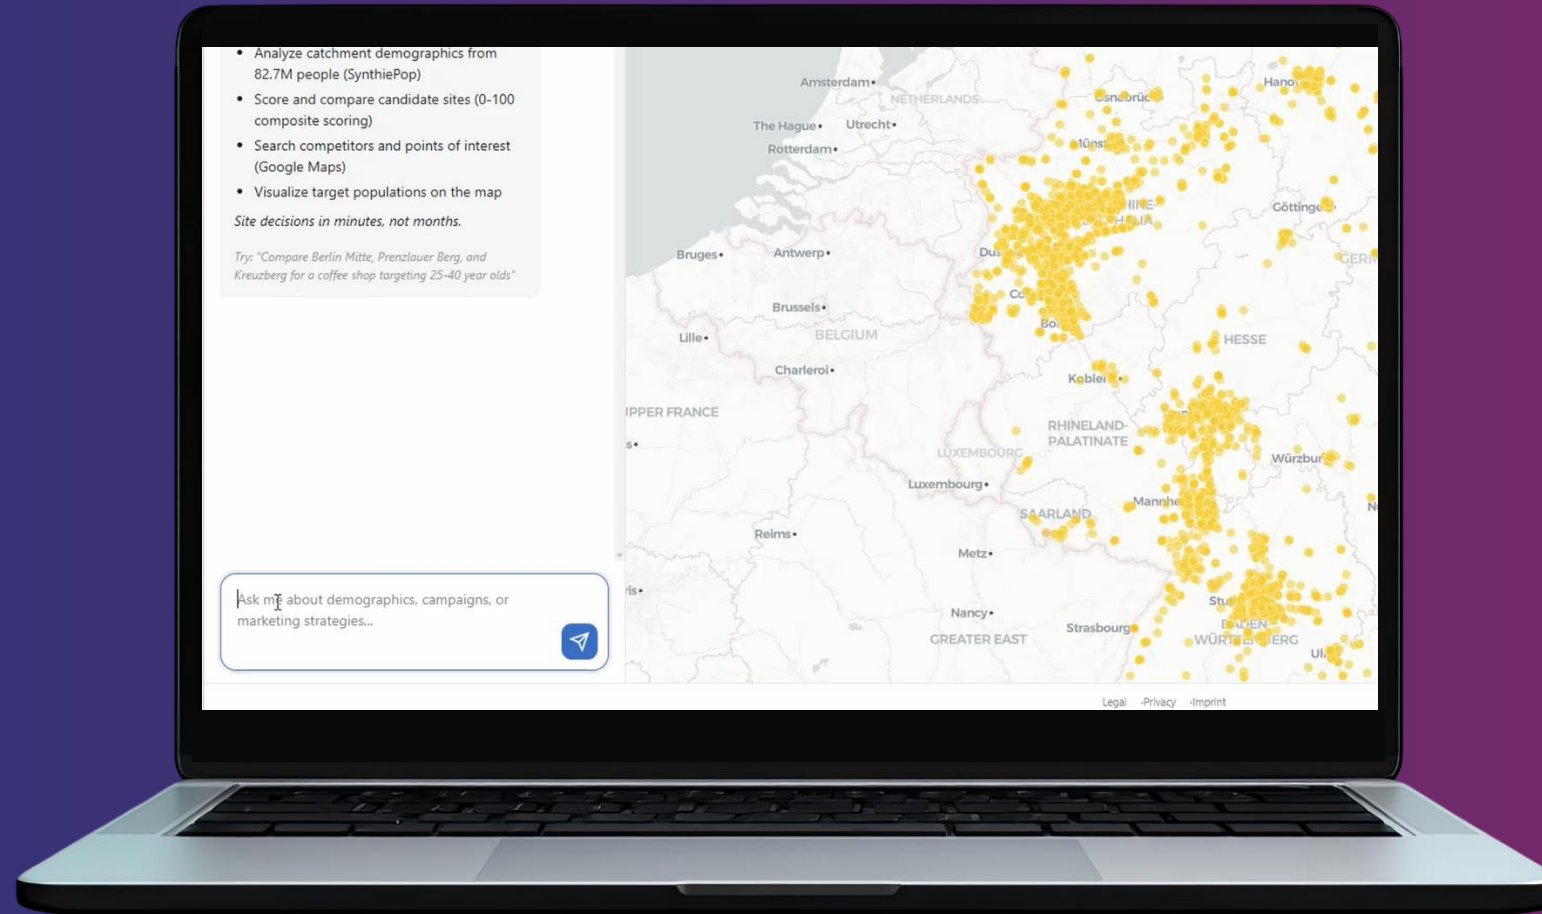 Analyze catchment demographics from
82.7M people (SynthiePop)
Score and compare candidate sites (0-100
composite scoring)
Search competitors and points of interest
(Google Maps)
Visualize target populations on the map
Site decisions in minutes, not months.
Try: "Compare Berlin Mitte, Prenzlauer Berg, and
Kreuzberg for a coffee shop targeting 25-40 year olds"
Ask me about demographics, campaigns, or
marketing strategies...
Amsterdam
NETHERLANDS
The Hague
Utrecht
Rotterdam
Bruges
Antwerp
Brussels
BELGIUM
Lille
Charleroi
UPPER FRANCE
HESSE
RHINELAND-
PALATINATE
LUXEMBOURG
Luxembourg
SAARLAND
Reims
Metz
Nancy
Strasbourg
GREATER EAST
Göttinge
Würzbur
Mannhe
Legal -Privacy -Imprint